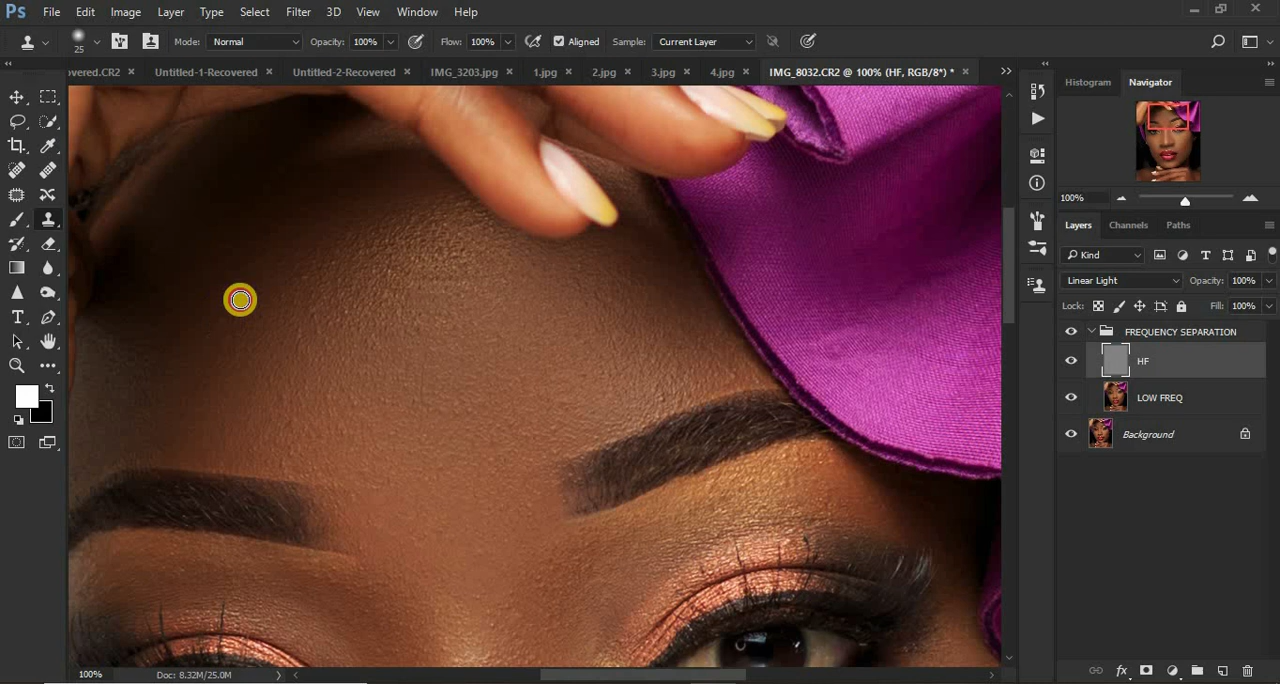 Ps File Edit Image Layer Type Select Filter 3D View Window Help
25 Mode: Normal Opacity: 100% Flow: 100% Aligned Sample: Current Layer
overed.CR2 × Untitled-1-Recovered × Untitled-2-Recovered × IMG_3203.jpg × 1.jpg × 2.jpg × 3.jpg × 4.jpg × IMG_8032.CR2 @ 100% (HF, RGB/8*) * ×
Histogram Navigator
100%
Layers Channels Paths
Kind
Linear Light Opacity: 100%
Lock: Fill: 100%
FREQUENCY SEPARATION
HF
LOW FREQ
Background
100% Doc: 8.32M/25.0M